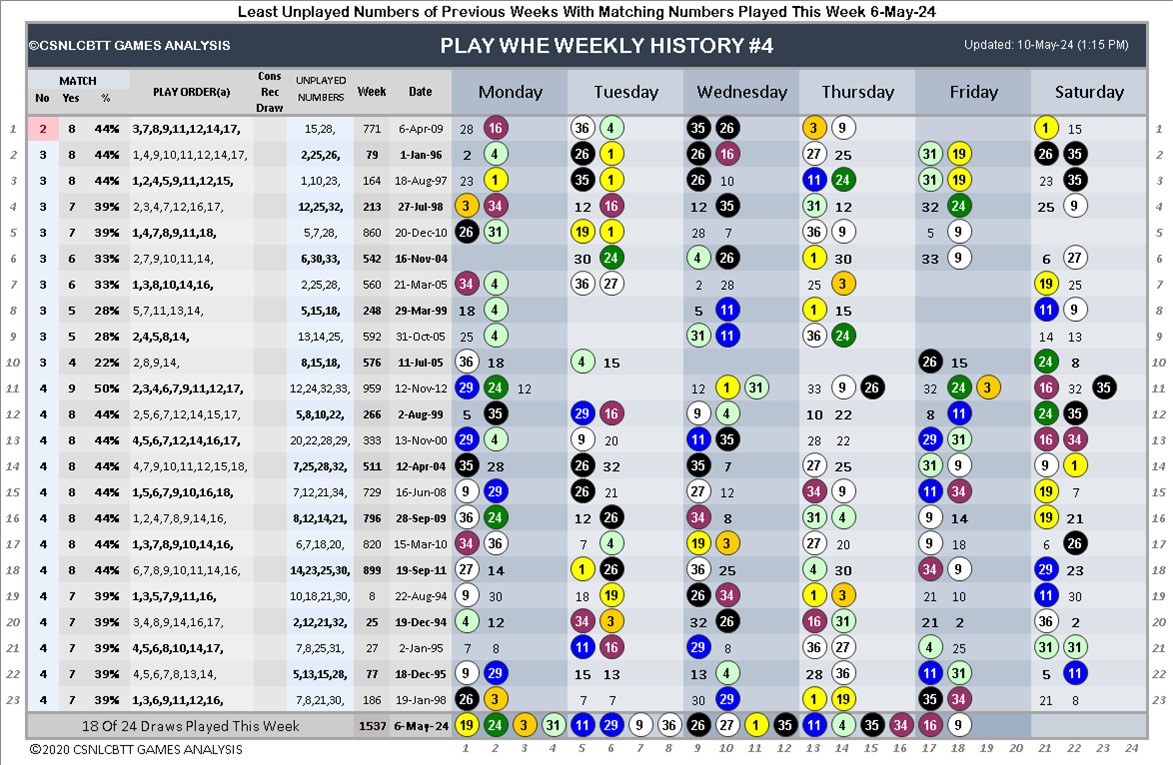 Least Unplayed Numbers of Previous Weeks With Matching Numbers Played This Week 6-May-24
©CSNLCBTT GAMES ANALYSIS PLAY WHE WEEKLY HISTORY #4 Updated: 10-May-24 (1:15 PM)
MATCH
No Yes % PLAY ORDER(a) Cons Rec Draw UNPLAYED NUMBERS Week Date Monday Tuesday Wednesday Thursday Friday Saturday
1 2 8 44% 3,7,8,9,11,12,14,17, 15,28, 771 6-Apr-09 28 16 36 4 35 26 3 9 1 15 1
2 3 8 44% 1,4,9,10,11,12,14,17, 2,25,26, 79 1-Jan-96 2 4 26 1 26 16 27 25 31 19 26 35 2
3 3 8 44% 1,2,4,5,9,11,12,15, 1,10,23, 164 18-Aug-97 23 1 35 1 26 10 11 24 31 19 23 35 3
4 3 7 39% 2,3,4,7,12,16,17, 12,25,32, 213 27-Jul-98 3 34 12 16 12 35 31 12 32 24 25 9 4
5 3 7 39% 1,4,7,8,9,11,18, 5,7,28, 860 20-Dec-10 26 31 19 1 28 7 36 9 5 9 5
6 3 6 33% 2,7,9,10,11,14, 6,30,33, 542 16-Nov-04 30 24 4 26 1 30 33 9 6 27 6
7 3 6 33% 1,3,8,10,14,16, 2,25,28, 560 21-Mar-05 34 4 36 27 2 28 25 3 19 25 7
8 3 5 28% 5,7,11,13,14, 5,15,18, 248 29-Mar-99 18 4 5 11 1 15 11 9 8
9 3 5 28% 2,4,5,8,14, 13,14,25, 592 31-Oct-05 25 4 31 11 36 24 14 13 9
10 3 4 22% 2,8,9,14, 8,15,18, 576 11-Jul-05 36 18 4 15 26 15 24 8 10
11 4 9 50% 2,3,4,6,7,9,11,12,17, 12,24,32,33, 959 12-Nov-12 29 24 12 12 1 31 33 9 26 32 24 3 16 32 35 11
12 4 8 44% 2,5,6,7,12,14,15,17, 5,8,10,22, 266 2-Aug-99 5 35 29 16 9 4 10 22 8 11 24 35 12
13 4 8 44% 4,5,6,7,12,14,16,17, 20,22,28,29, 333 13-Nov-00 29 4 9 20 11 35 28 22 29 31 16 34 13
14 4 8 44% 4,7,9,10,11,12,15,18, 7,25,28,32, 511 12-Apr-04 35 28 26 32 35 7 27 25 31 9 9 1 14
15 4 8 44% 1,5,6,7,9,10,16,18, 7,12,21,34, 729 16-Jun-08 9 29 26 21 27 12 34 9 11 34 19 7 15
16 4 8 44% 1,2,4,7,8,9,14,16, 8,12,14,21, 796 28-Sep-09 36 24 12 26 34 8 31 4 9 14 19 21 16
17 4 8 44% 1,3,7,8,9,10,14,16, 6,7,18,20, 820 15-Mar-10 34 36 7 4 19 3 27 20 9 18 6 26 17
18 4 8 44% 6,7,8,9,10,11,14,16, 14,23,25,30, 899 19-Sep-11 27 14 1 26 36 25 4 30 34 9 29 23 18
19 4 7 39% 1,3,5,7,9,11,16, 10,18,21,30, 8 22-Aug-94 9 30 18 19 26 34 1 3 21 10 11 30 19
20 4 7 39% 3,4,8,9,14,16,17, 2,12,21,32, 25 19-Dec-94 4 12 34 3 32 26 16 31 21 2 36 2 20
21 4 7 39% 4,5,6,8,10,14,17, 7,8,25,31, 27 2-Jan-95 7 8 11 16 29 8 36 27 4 25 31 31 21
22 4 7 39% 4,5,6,7,8,13,14, 5,13,15,28, 77 18-Dec-95 9 29 15 13 13 4 28 36 11 31 5 11 22
23 4 7 39% 1,3,6,9,11,12,16, 7,8,21,30, 186 19-Jan-98 26 3 7 7 30 29 1 19 35 34 21 8 23
18 Of 24 Draws Played This Week 1537 6-May-24 19 24 3 31 11 29 9 36 26 27 1 35 11 4 35 34 16 9
©2020 CSNLCBTT GAMES ANALYSIS 1 2 3 4 5 6 7 8 9 10 11 12 13 14 15 16 17 18 19 20 21 22 23 24